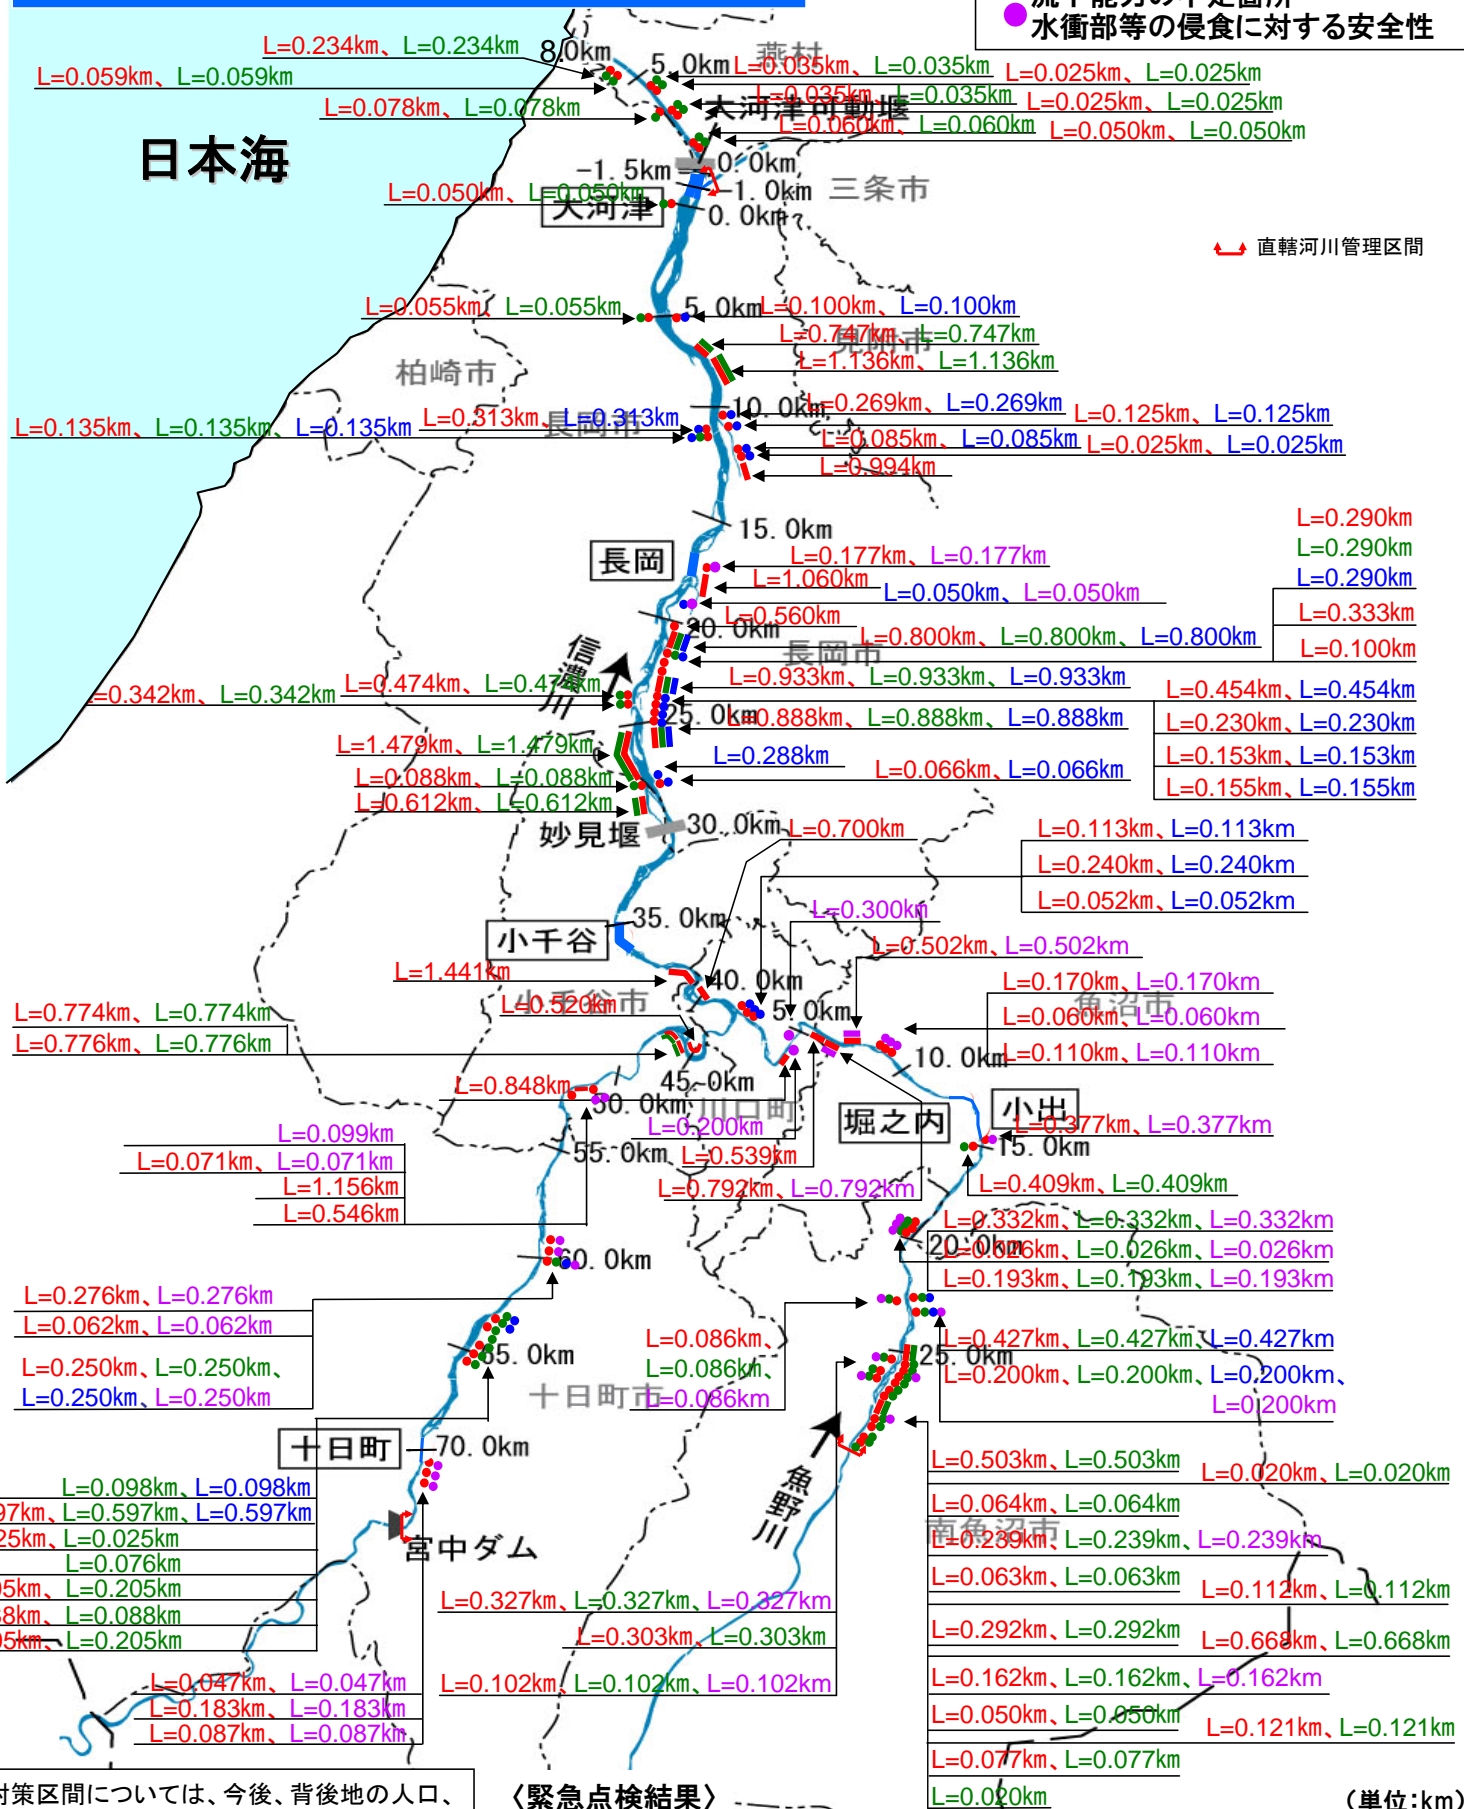 水衝部等の侵食に対する安全性
L=0.234km、L=0.234km
8.0km
燕村
5.0km
L=0.035km、L=0.035km
L=0.025km、L=0.025km
L=0.059km、L=0.059km
L=0.035km、L=0.035km
L=0.025km、L=0.025km
L=0.078km、L=0.078km
大河津可動堰
L=0.060km、L=0.060km
L=0.050km、L=0.050km
日本海
-1.5km
0.0km
-1.0km
三条市
L=0.050km、L=0.050km
大河津
0.0km
直轄河川管理区間
L=0.055km、L=0.055km
5.0km
L=0.100km、L=0.100km
L=0.747km、L=0.747km
見附市
L=1.136km、L=1.136km
柏崎市
10.0km
L=0.269km、L=0.269km
L=0.125km、L=0.125km
L=0.135km、L=0.135km、L=0.135km
L=0.313km、L=0.313km
長岡市
L=0.085km、L=0.085km
L=0.025km、L=0.025km
L=0.994km
15.0km
L=0.290km
L=0.290km
L=0.290km
長岡
L=0.177km、L=0.177km
L=1.060km
L=0.050km、L=0.050km
L=0.333km
L=0.560km
20.0km
L=0.800km、L=0.800km、L=0.800km
L=0.100km
長岡市
信濃川
L=0.933km、L=0.933km、L=0.933km
L=0.474km、L=0.474km
=0.342km、L=0.342km
L=0.454km、L=0.454km
25.0km
L=0.888km、L=0.888km、L=0.888km
L=0.230km、L=0.230km
L=1.479km、L=1.479km
L=0.288km
L=0.153km、L=0.153km
L=0.088km、L=0.088km
L=0.066km、L=0.066km
L=0.155km、L=0.155km
L=0.612km、L=0.612km
妙見堰
30.0km
L=0.700km
L=0.113km、L=0.113km
L=0.240km、L=0.240km
L=0.052km、L=0.052km
35.0km
L=0.300km
小千谷
L=0.502km、L=0.502km
L=1.441km
40.0km
L=0.170km、L=0.170km
小千谷市
L=0.520km
魚沼市
L=0.774km、L=0.774km
5.0km
L=0.060km、L=0.060km
L=0.776km、L=0.776km
L=0.110km、L=0.110km
10.0km
45.0km
L=0.848km
50.0km
川口町
堀之内
小出
L=0.377km、L=0.377km
L=0.200km
L=0.099km
55.0km
15.0km
L=0.071km、L=0.071km
L=0.539km
L=1.156km
L=0.792km、L=0.792km
L=0.409km、L=0.409km
L=0.546km
L=0.332km、L=0.332km、L=0.332km
20.0km
L=0.026km、L=0.026km、L=0.026km
60.0km
L=0.193km、L=0.193km、L=0.193km
L=0.276km、L=0.276km
L=0.062km、L=0.062km
L=0.086km、
L=0.086km、
L=0.086km
L=0.427km、L=0.427km、L=0.427km
65.0km
25.0km
L=0.250km、L=0.250km、
L=0.250km、L=0.250km
L=0.200km、L=0.200km、L=0.200km、
L=0.200km
十日町市
十日町
70.0km
魚野川
L=0.503km、L=0.503km
L=0.020km、L=0.020km
L=0.098km、L=0.098km
L=0.064km、L=0.064km
97km、L=0.597km、L=0.597km
南魚沼市
25km、L=0.025km
宮中ダム
L=0.239km、L=0.239km、L=0.239km
L=0.076km
L=0.063km、L=0.063km
L=0.112km、L=0.112km
05km、L=0.205km
L=0.327km、L=0.327km、L=0.327km
88km、L=0.088km
L=0.292km、L=0.292km
L=0.668km、L=0.668km
05km、L=0.205km
L=0.303km、L=0.303km
L=0.047km、L=0.047km
L=0.102km、L=0.102km、L=0.102km
L=0.162km、L=0.162km、L=0.162km
L=0.183km、L=0.183km
L=0.050km、L=0.050km
L=0.121km、L=0.121km
L=0.087km、L=0.087km
L=0.077km、L=0.077km
対策区間については、今後、背後地の人口、
〈緊急点検結果〉
L=0.020km
(単位:km)